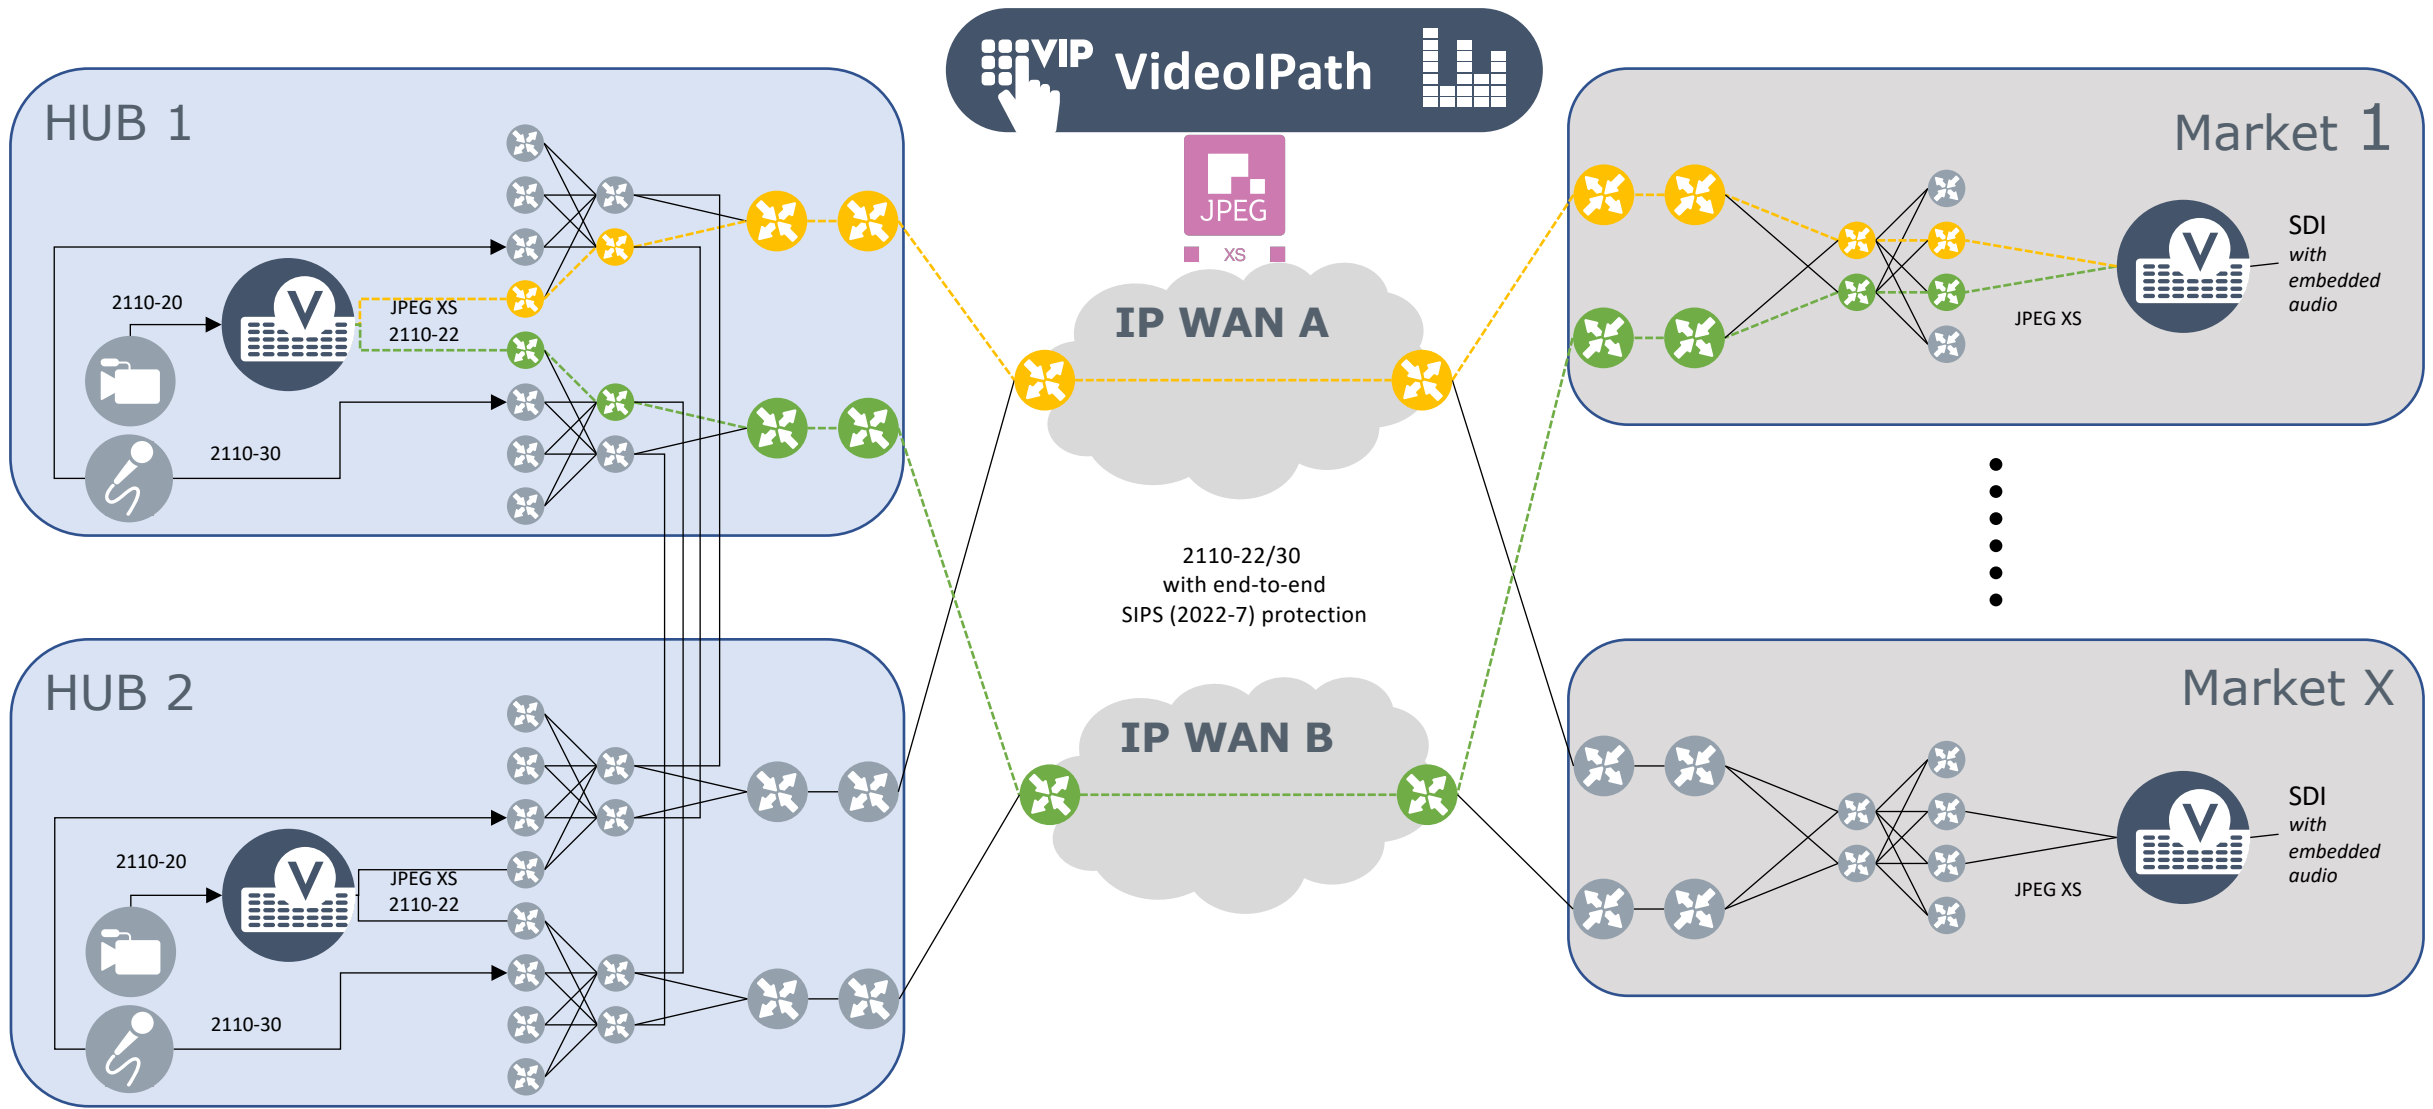 VIP VideoIPath
JPEG
XS
HUB 1
2110-20
JPEG XS
2110-22
2110-30
HUB 2
2110-20
JPEG XS
2110-22
2110-30
IP WAN A
2110-22/30
with end-to-end
SIPS (2022-7) protection
IP WAN B
Market 1
SDI
with
embedded
audio
JPEG XS
Market X
SDI
with
embedded
audio
JPEG XS
V
V
V
V